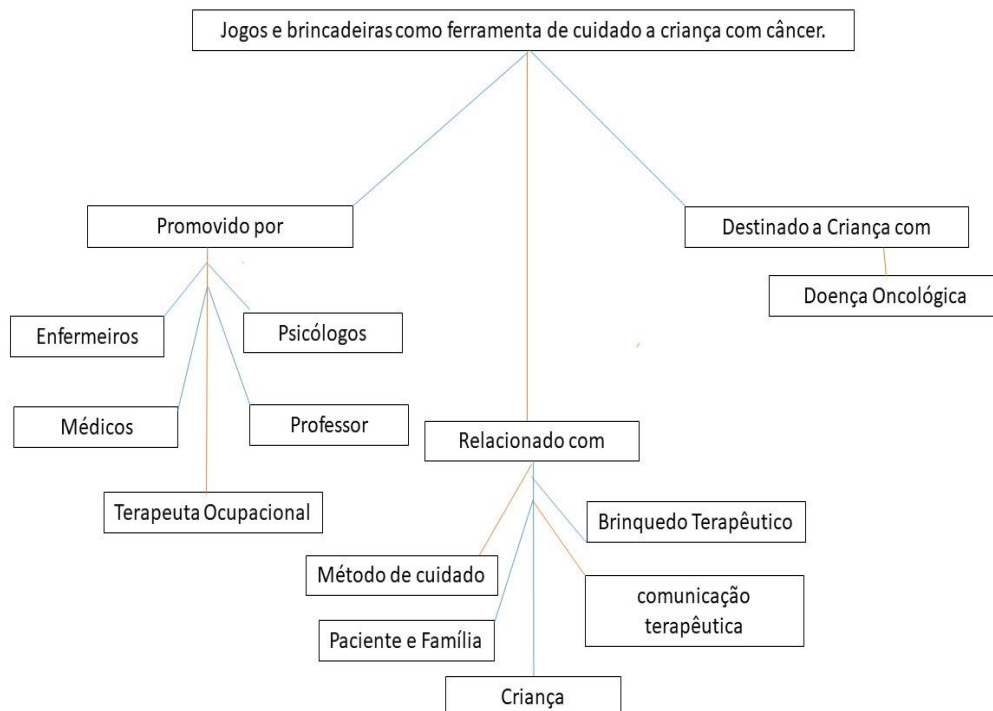 Jogos e brincadeiras como ferramenta de cuidado a criança com câncer.
Promovido por
Destinado a Criança com
Doença Oncológica
Enfermeiros
Psicólogos
Médicos
Professor
Terapeuta Ocupacional
Relacionado com
Brinquedo Terapêutico
Método de cuidado
comunicação
terapêutica
Paciente e Família
Criança